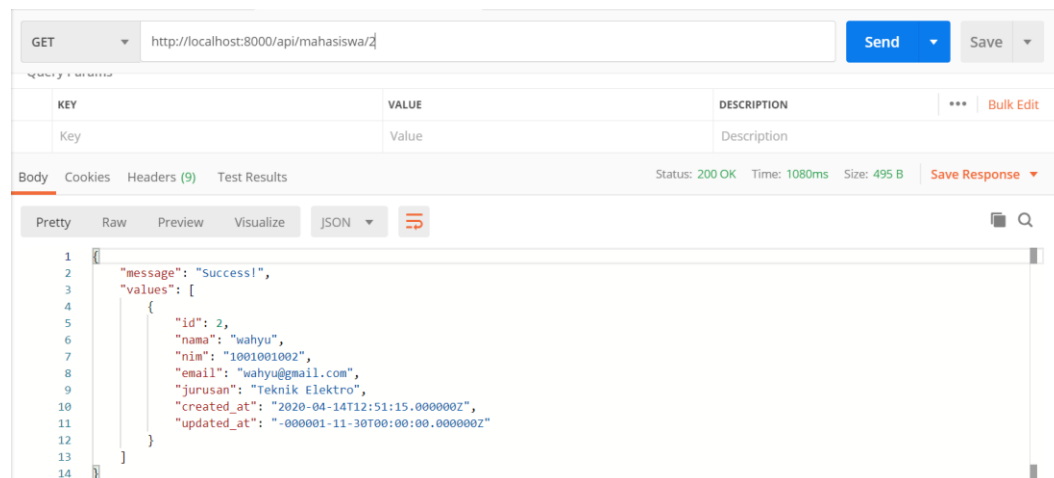 GET http://localhost:8000/api/mahasiswa/2 Send Save
Query Params
KEY VALUE DESCRIPTION ••• Bulk Edit
Key Value Description
Body Cookies Headers (9) Test Results Status: 200 OK Time: 1080ms Size: 495 B Save Response
Pretty Raw Preview Visualize JSON
1 {
2 "message": "Success!",
3 "values": [
4 {
5 "id": 2,
6 "nama": "wahyu",
7 "nim": "1001001002",
8 "email": "wahyu@gmail.com",
9 "jurusan": "Teknik Elektro",
10 "created_at": "2020-04-14T12:51:15.000000Z",
11 "updated_at": "-000001-11-30T00:00:00.000000Z"
12 }
13 ]
14 }